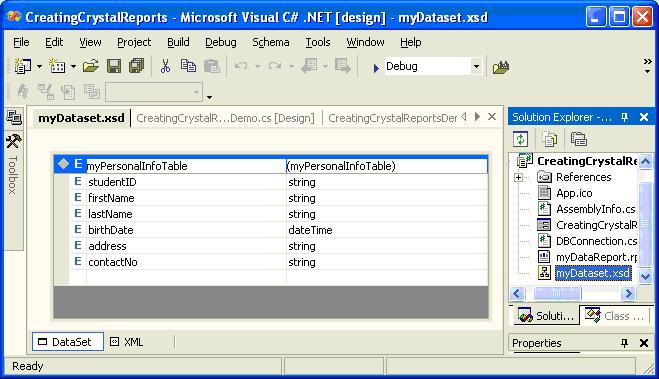 CreatingCrystalReports - Microsoft Visual C# .NET [design] - myDataset.xsd
File Edit View Project Build Debug Schema Tools Window Help
Debug
myDataset.xsd CreatingCrystalR...Demo.cs [Design] CreatingCrystalReportsDer
Solution Explorer - ...
Toolbox
E myPersonalInfoTable (myPersonalInfoTable)
E studentID string
E firstName string
E lastName string
E birthDate dateTime
E address string
E contactNo string
CreatingCrystalRe
References
App.ico
AssemblyInfo.cs
CreatingCrystalR
DBConnection.cs
myDataReport.rp
myDataset.xsd
Soluti... Class ...
Properties
DataSet XML
Ready